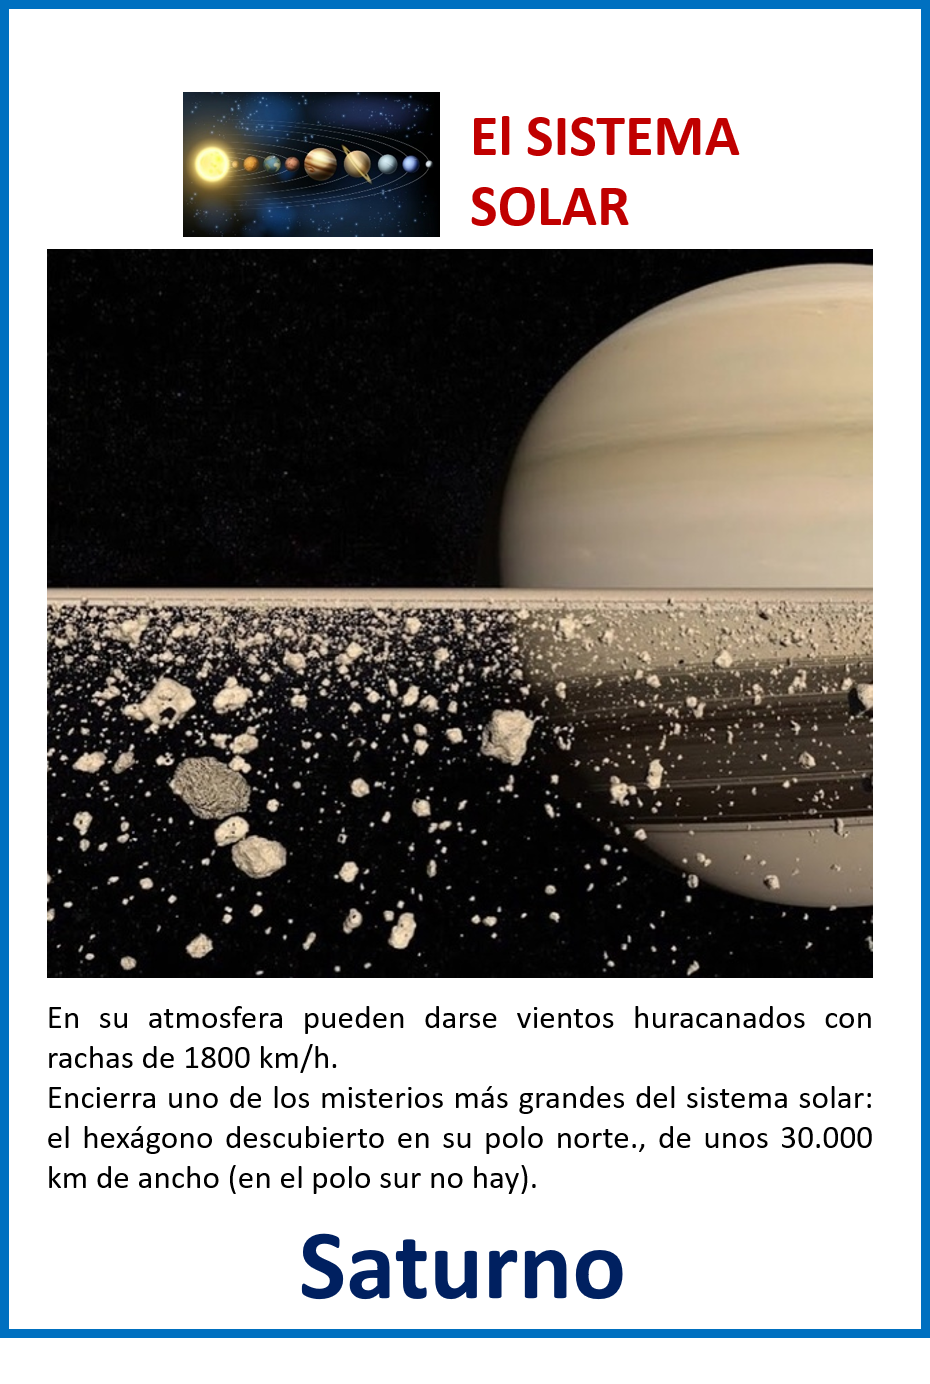 El SISTEMA
SOLAR
En su atmosfera pueden darse vientos huracanados con
rachas de 1800 km/h.
Encierra uno de los misterios más grandes del sistema solar:
el hexágono descubierto en su polo norte., de unos 30.000
km de ancho (en el polo sur no hay).
Saturno